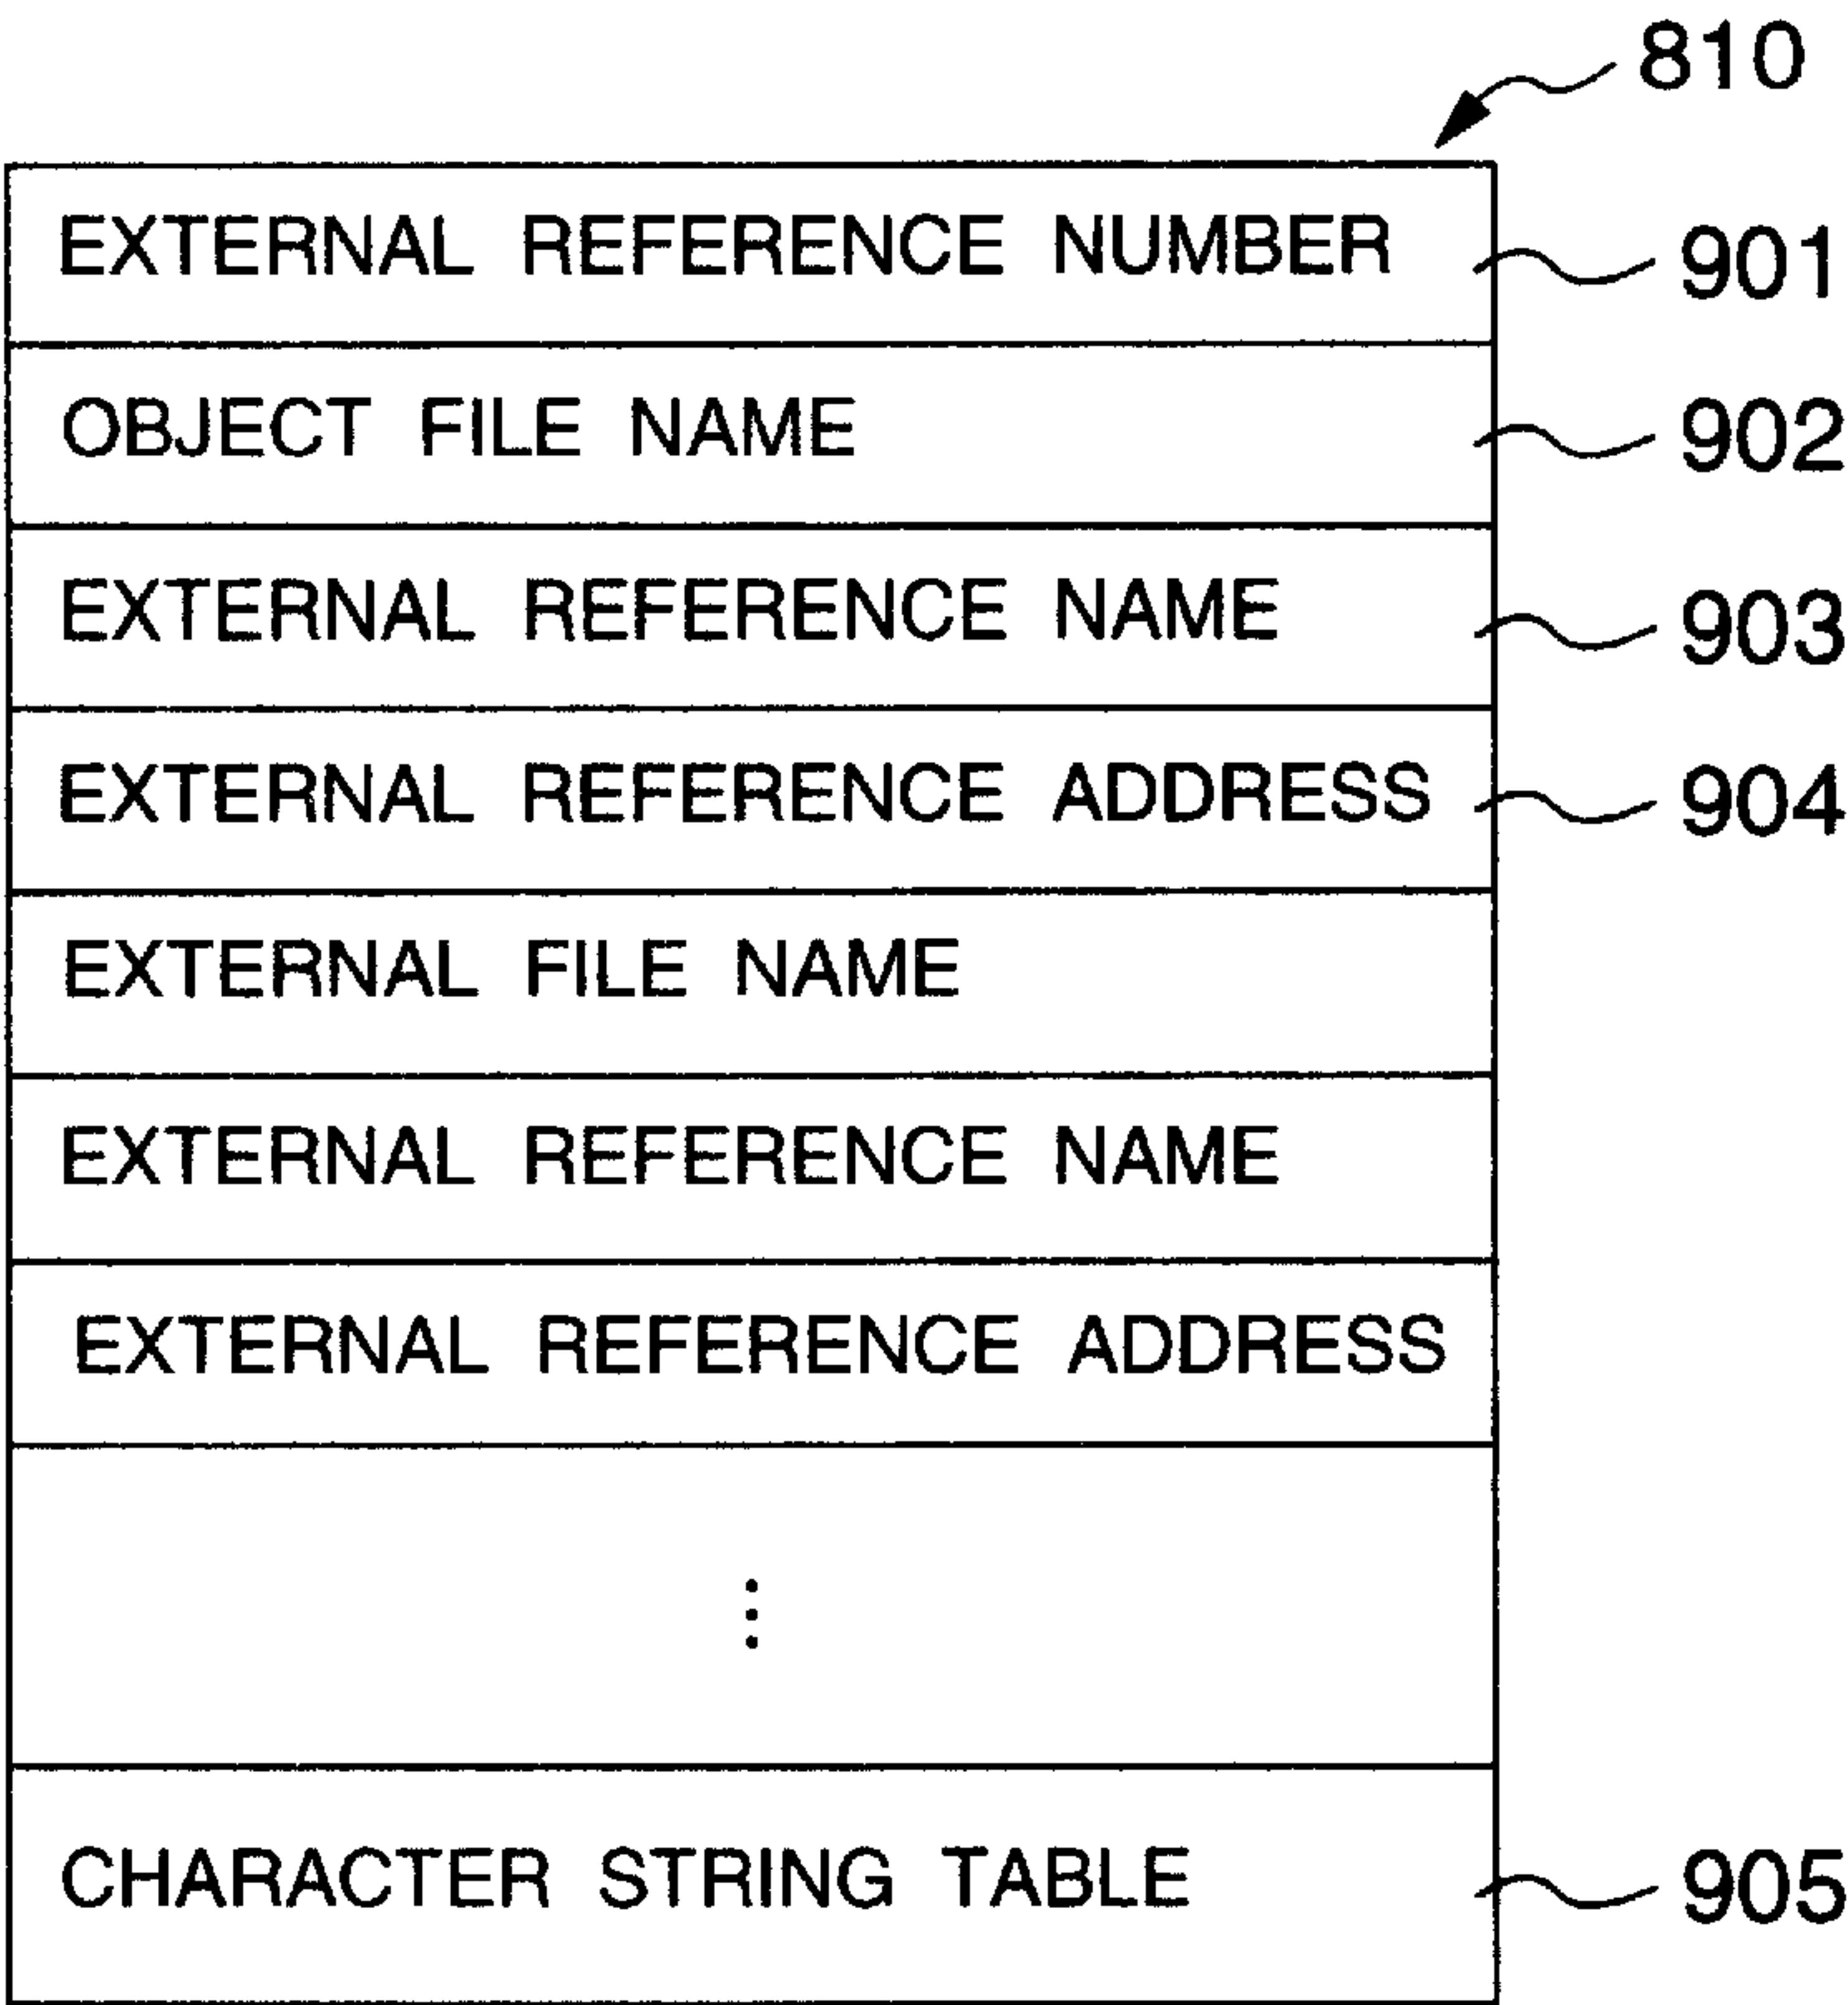 810
EXTERNAL REFERENCE NUMBER 901
OBJECT FILE NAME 902
EXTERNAL REFERENCE NAME 903
EXTERNAL REFERENCE ADDRESS 904
EXTERNAL FILE NAME
EXTERNAL REFERENCE NAME
EXTERNAL REFERENCE ADDRESS
⋮
CHARACTER STRING TABLE 905